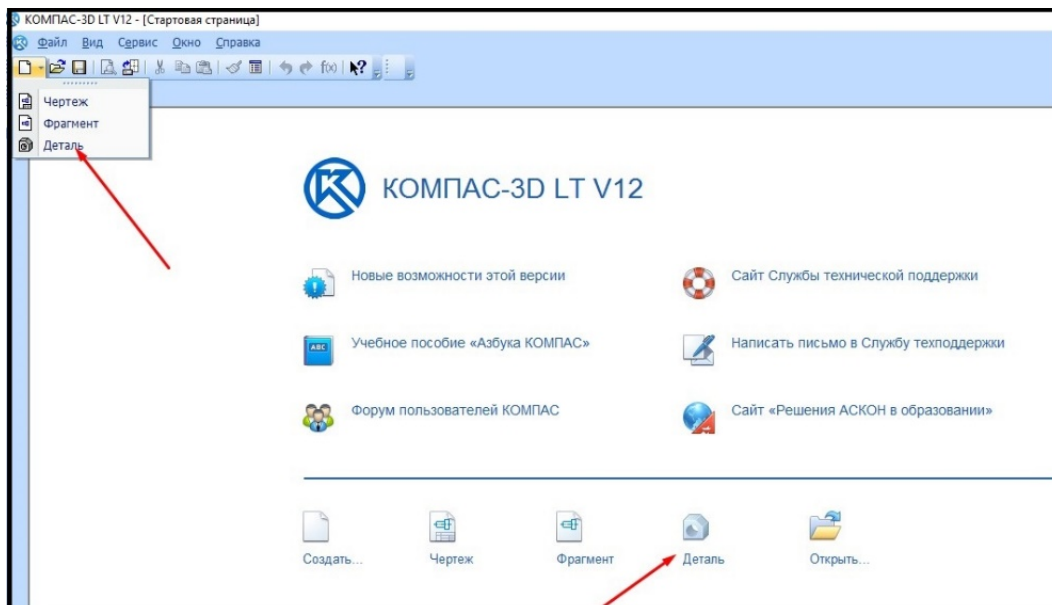 КОМПАС-3D LT V12 - [Стартовая страница]
Файл Вид Сервис Окно Справка
f(x)
Чертеж
Фрагмент
Деталь
КОМПАС-3D LT V12
Новые возможности этой версии
Сайт Службы технической поддержки
ABC
Учебное пособие «Азбука КОМПАС»
Написать письмо в Службу техподдержки
Форум пользователей КОМПАС
Сайт «Решения АСКОН в образовании»
Создать...
Чертеж
Фрагмент
Деталь
Открыть...